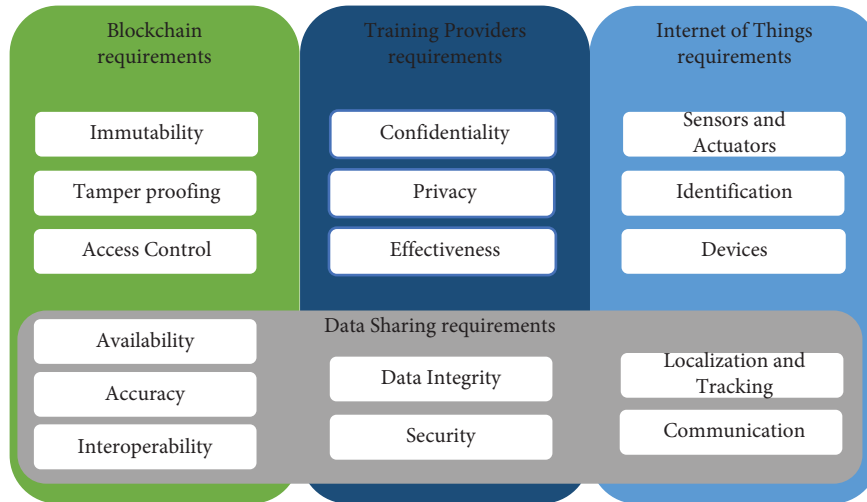 Blockchain
requirements
Immutability
Tamper proofing
Access Control
Training Providers
requirements
Confidentiality
Privacy
Effectiveness
Internet of Things
requirements
Sensors and
Actuators
Identification
Devices
Data Sharing requirements
Availability
Accuracy
Interoperability
Data Integrity
Security
Localization and
Tracking
Communication